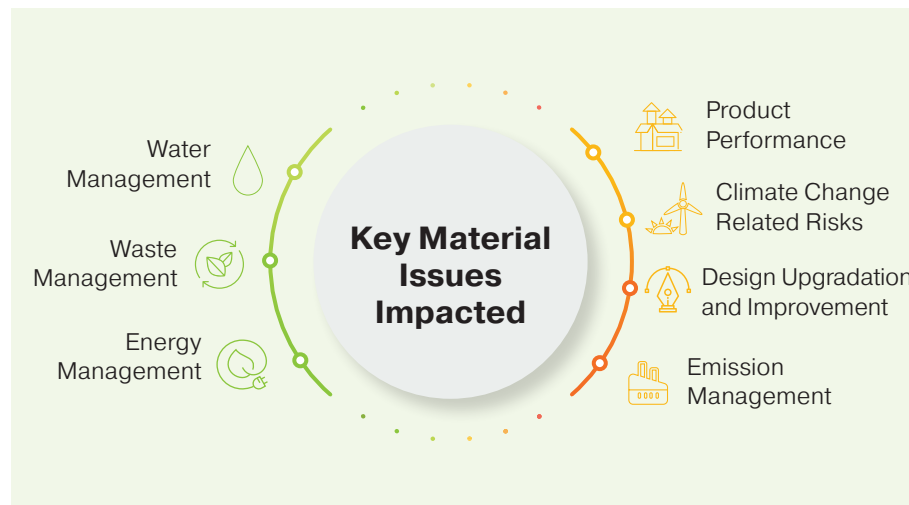 Key Material
Issues
Impacted
Water
Management
Waste
Management
Energy
Management
Product
Performance
Climate Change
Related Risks
Design Upgradation
and Improvement
Emission
Management